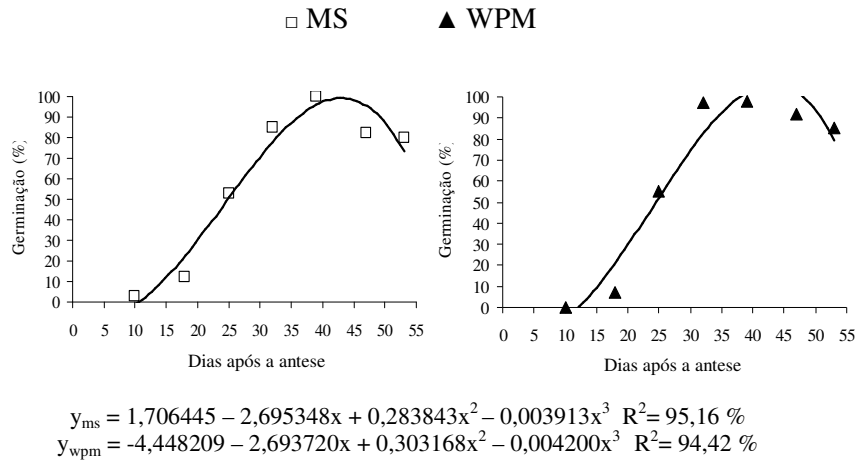 □ MS ▲ WPM
Germinação (%)
100
90
80
70
60
50
40
30
20
10
0
0 5 10 15 20 25 30 35 40 45 50 55
Dias após a antese
Germinação (%)
100
90
80
70
60
50
40
30
20
10
0
0 5 10 15 20 25 30 35 40 45 50 55
Dias após a antese
y_ms = 1,706445 – 2,695348x + 0,283843x² – 0,003913x³ R²= 95,16 %
y_wpm = -4,448209 – 2,693720x + 0,303168x² – 0,004200x³ R²= 94,42 %